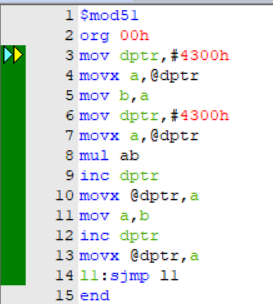 1 $mod51
2 org 00h
3 mov dptr,#4300h
4 movx a,@dptr
5 mov b,a
6 mov dptr,#4300h
7 movx a,@dptr
8 mul ab
9 inc dptr
10 movx @dptr,a
11 mov a,b
12 inc dptr
13 movx @dptr,a
14 l1:sjmp l1
15 end